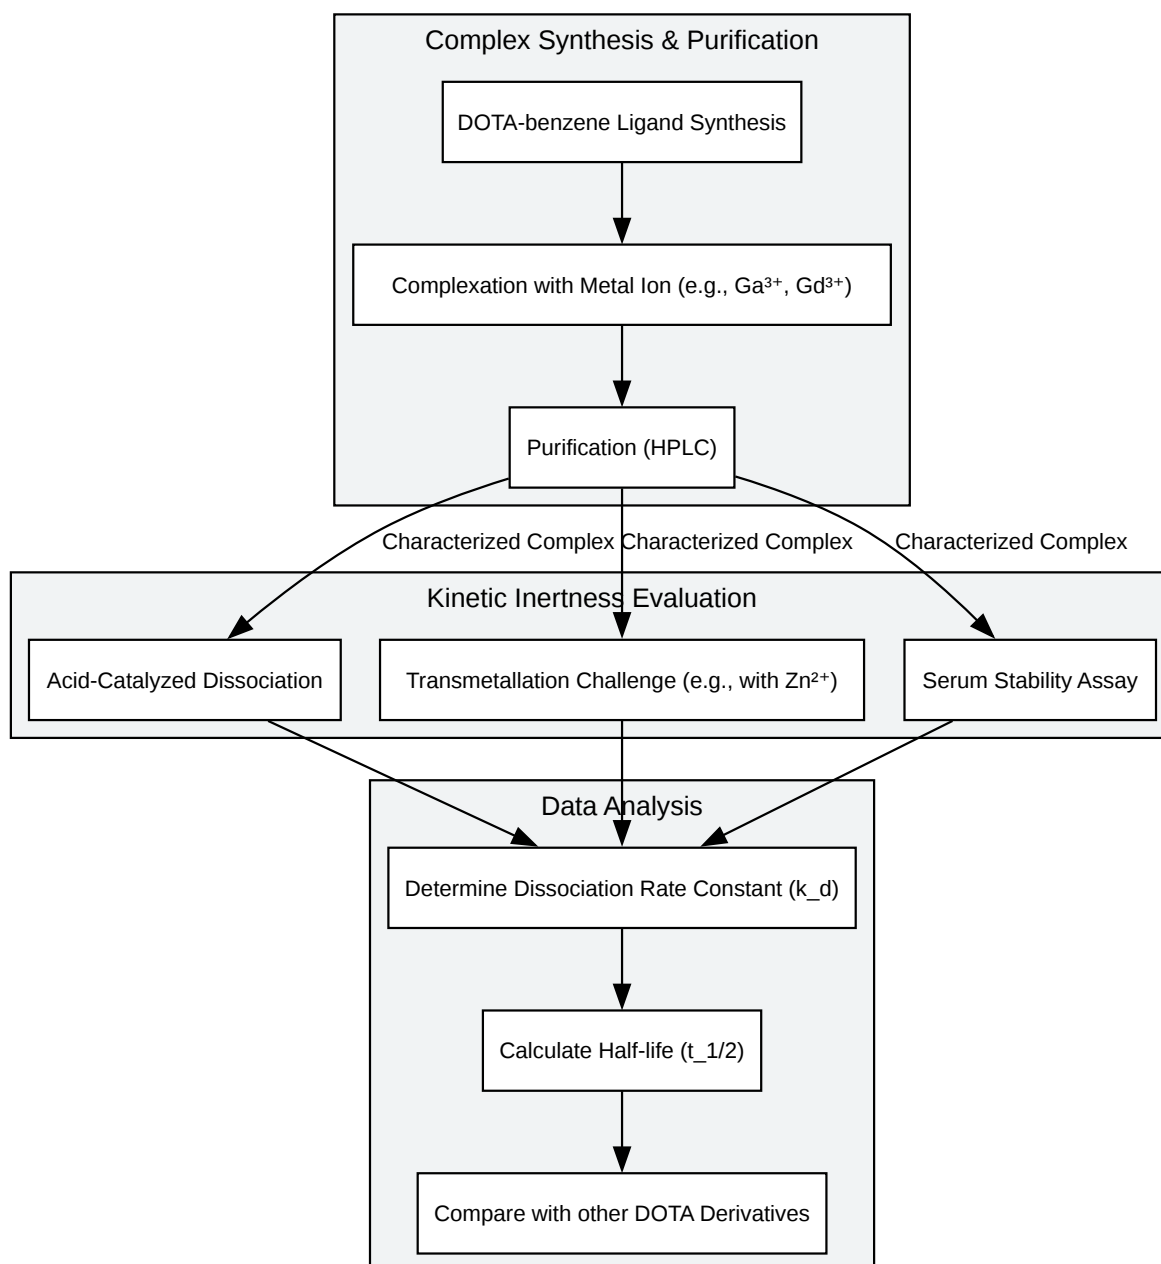 Complex Synthesis & Purification
DOTA-benzene Ligand Synthesis
Complexation with Metal Ion (e.g., Ga³⁺, Gd³⁺)
Purification (HPLC)
Characterized Complex
Characterized Complex
Characterized Complex
Kinetic Inertness Evaluation
Acid-Catalyzed Dissociation
Transmetallation Challenge (e.g., with Zn²⁺)
Serum Stability Assay
Data Analysis
Determine Dissociation Rate Constant (k_d)
Calculate Half-life (t_1/2)
Compare with other DOTA Derivatives